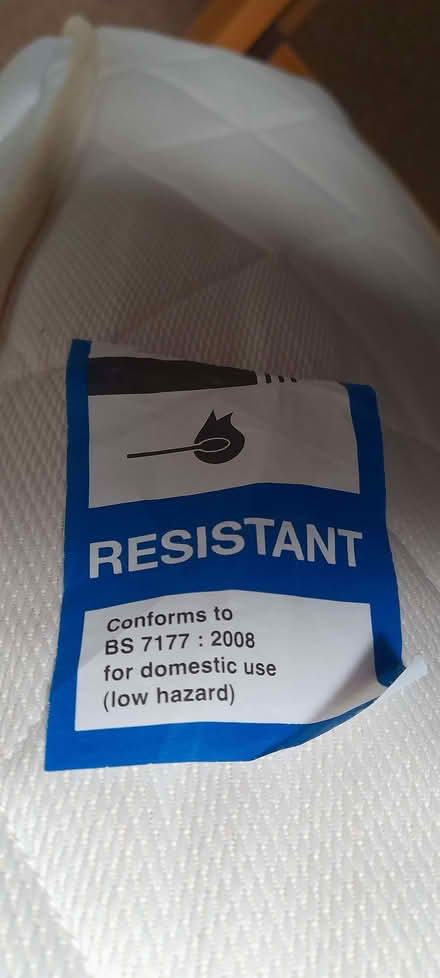 RESISTANT
Conforms to
BS 7177 : 2008
for domestic use
(low hazard)